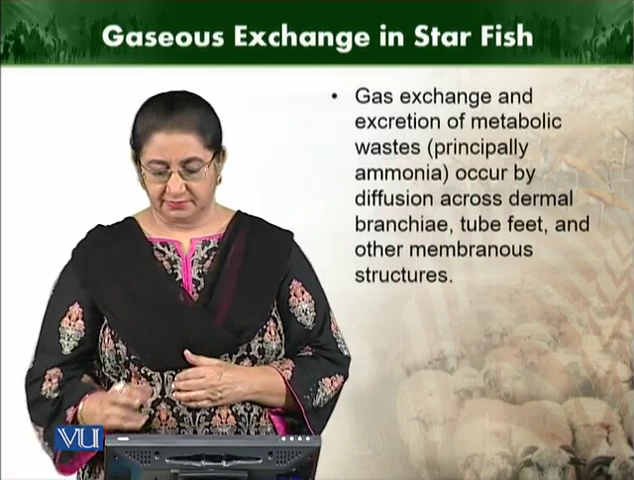 Gaseous Exchange in Star Fish
• Gas exchange and
excretion of metabolic
wastes (principally
ammonia) occur by
diffusion across dermal
branchiae, tube feet, and
other membranous
structures.
VU